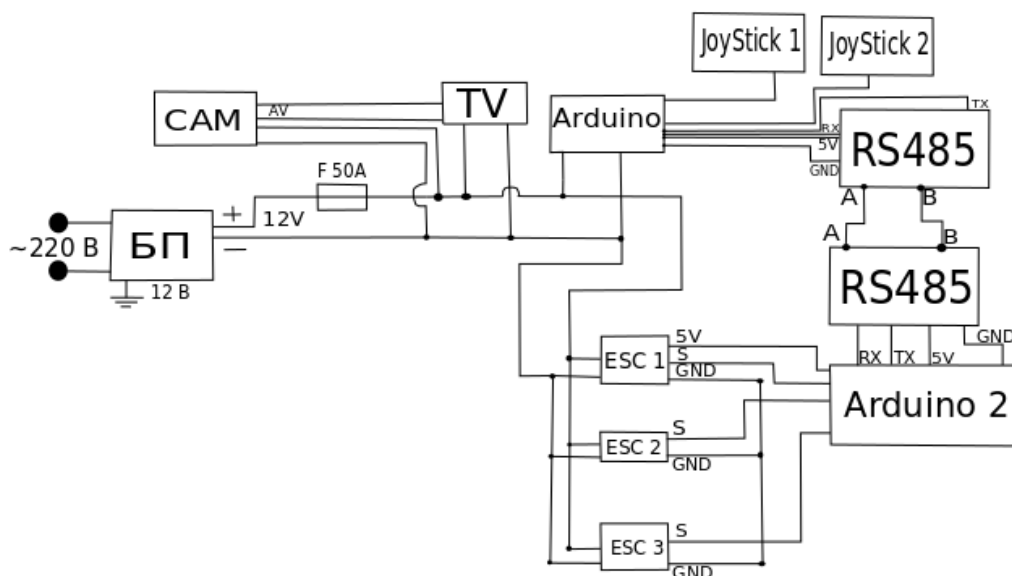 JoyStick 1
JoyStick 2
CAM
AV
TV
Arduino
TX
RX
5V
GND
RS485
F 50A
A
B
+
12V
~220 В
БП
−
12 В
A
B
RS485
RX
TX
5V
GND
ESC 1
5V
S
GND
Arduino 2
ESC 2
S
GND
ESC 3
S
GND